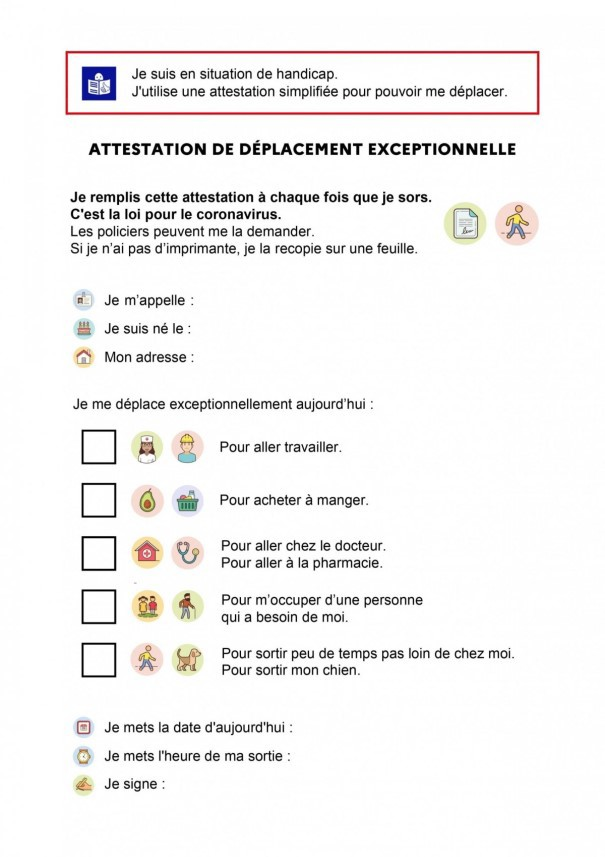 Je suis en situation de handicap.
J'utilise une attestation simplifiée pour pouvoir me déplacer.
ATTESTATION DE DÉPLACEMENT EXCEPTIONNELLE
Je remplis cette attestation à chaque fois que je sors.
C'est la loi pour le coronavirus.
Les policiers peuvent me la demander.
Si je n'ai pas d'imprimante, je la recopie sur une feuille.
Je m'appelle :
Je suis né le :
Mon adresse :
Je me déplace exceptionnellement aujourd'hui :
Pour aller travailler.
Pour acheter à manger.
Pour aller chez le docteur.
Pour aller à la pharmacie.
Pour m'occuper d'une personne
qui a besoin de moi.
Pour sortir peu de temps pas loin de chez moi.
Pour sortir mon chien.
Je mets la date d'aujourd'hui :
Je mets l'heure de ma sortie :
Je signe :